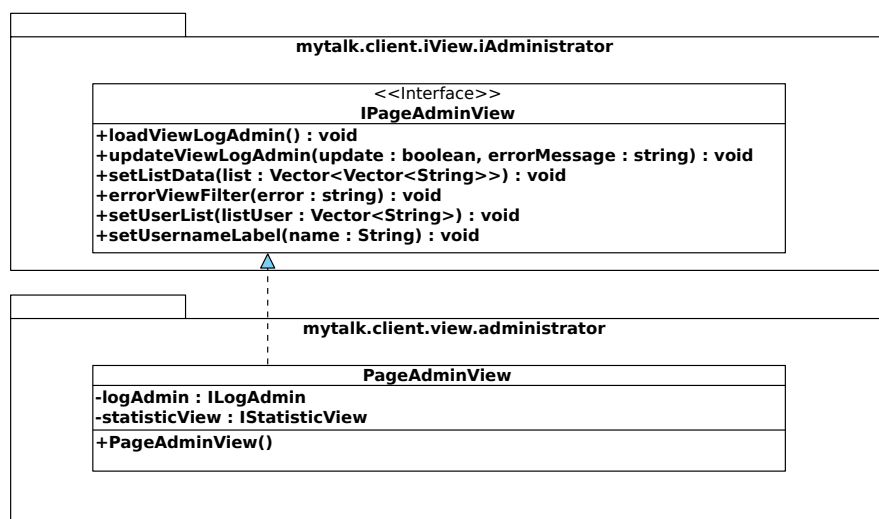 mytalk.client.iView.iAdministrator
<<Interface>>
IPageAdminView
+loadViewLogAdmin() : void
+updateViewLogAdmin(update : boolean, errorMessage : string) : void
+setListData(list : Vector<Vector<String>>) : void
+errorViewFilter(error : string) : void
+setUserList(listUser : Vector<String>) : void
+setUsernameLabel(name : String) : void
mytalk.client.view.administrator
PageAdminView
-logAdmin : ILogAdmin
-statisticView : IStatisticView
+PageAdminView()